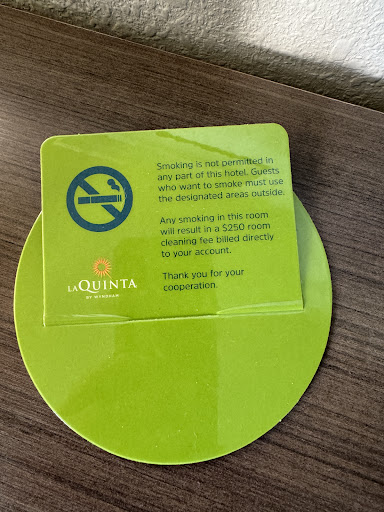 Smoking is not permitted in
any part of this hotel. Guests
who want to smoke must use
the designated areas outside.
Any smoking in this room
will result in a $250 room
cleaning fee billed directly
to your account.
Thank you for your
cooperation.
LAQUINTA
BY WYNDHAM